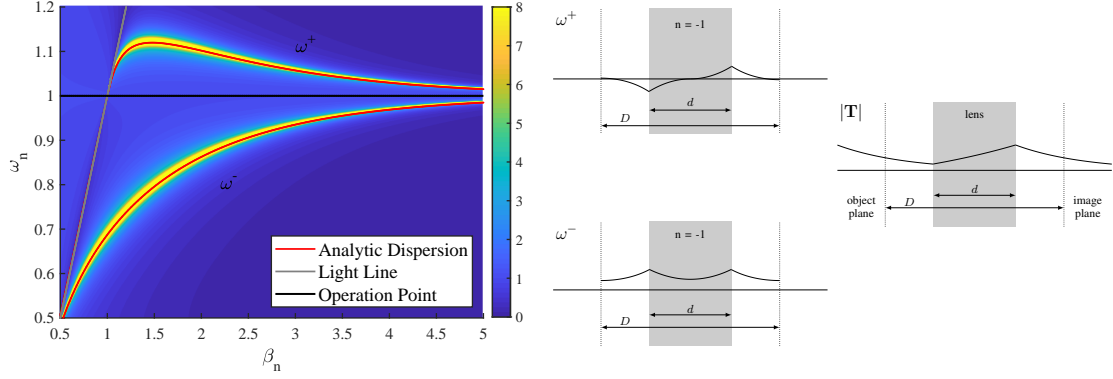 1.2
1.1
1
0.9
0.8
0.7
0.6
0.5
ω_n
0.5 1 1.5 2 2.5 3 3.5 4 4.5 5
β_n
ω^+
ω^-
Analytic Dispersion
Light Line
Operation Point
8
7
6
5
4
3
2
1
0
ω^+
n = -1
d
D
ω^−
n = -1
d
D
|T|
lens
d
object
plane
D
image
plane